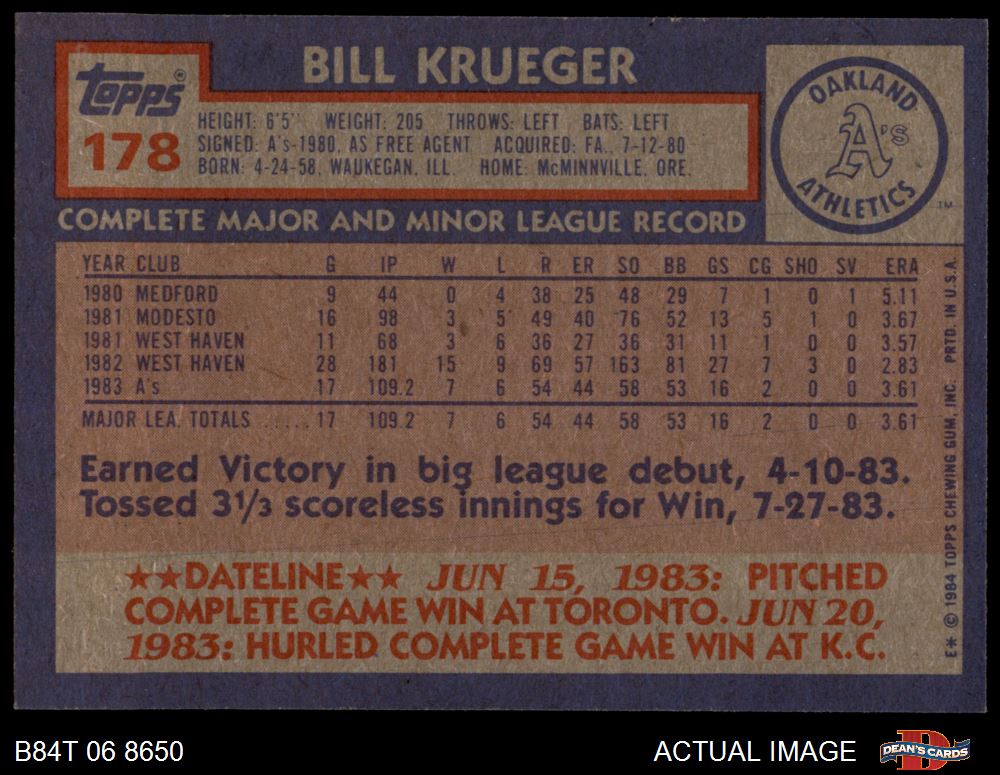 topps®
178
BILL KRUEGER
HEIGHT: 6'5" WEIGHT: 205 THROWS: LEFT BATS: LEFT
SIGNED: A's-1980, AS FREE AGENT ACQUIRED: FA., 7-12-80
BORN: 4-24-58, WAUKEGAN, ILL. HOME: McMINNVILLE, ORE.
OAKLAND
A's
ATHLETICS
TM
COMPLETE MAJOR AND MINOR LEAGUE RECORD
YEAR CLUB G IP W L R ER SO BB GS CG SHO SV ERA
1980 MEDFORD 9 44 0 4 38 25 48 29 7 1 0 1 5.11
1981 MODESTO 16 98 3 5 49 40 76 52 13 5 1 0 3.67
1981 WEST HAVEN 11 68 3 6 36 27 36 31 11 1 0 0 3.57
1982 WEST HAVEN 28 181 15 9 69 57 163 81 27 7 3 0 2.83
1983 A's 17 109.2 7 6 54 44 58 53 16 2 0 0 3.61
MAJOR LEA. TOTALS ..... 17 109.2 7 6 54 44 58 53 16 2 0 0 3.61
Earned Victory in big league debut, 4-10-83.
Tossed 3⅓ scoreless innings for Win, 7-27-83.
★★DATELINE★★ JUN 15, 1983: PITCHED
COMPLETE GAME WIN AT TORONTO. JUN 20,
1983: HURLED COMPLETE GAME WIN AT K.C.
E* © 1984 TOPPS CHEWING GUM, INC. PRTD. IN U.S.A.
B84T 06 8650
ACTUAL IMAGE
DEAN'S CARDS